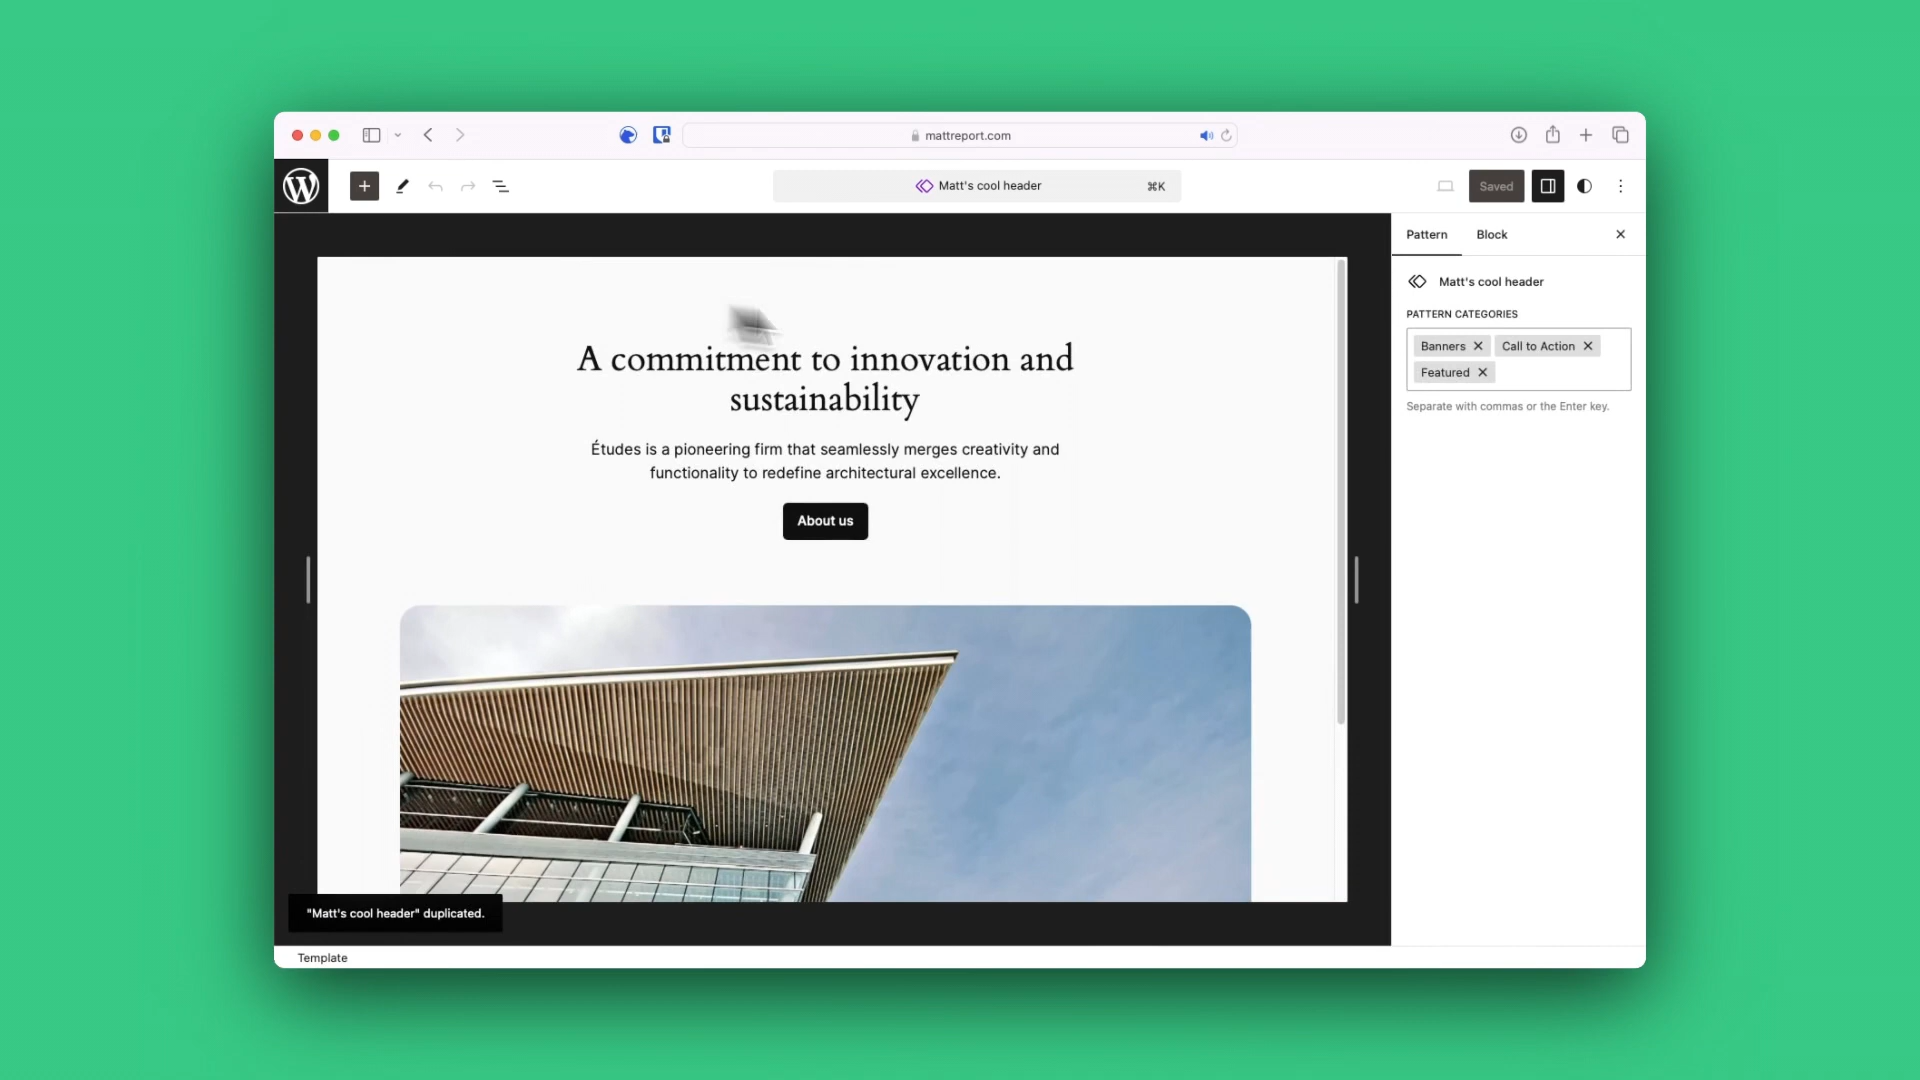 mattreport.com
Matt's cool header
⌘K
Saved
Pattern
Block
Matt's cool header
PATTERN CATEGORIES
Banners
Call to Action
Featured
Separate with commas or the Enter key.
A commitment to innovation and
sustainability
Études is a pioneering firm that seamlessly merges creativity and
functionality to redefine architectural excellence.
About us
"Matt's cool header" duplicated.
Template